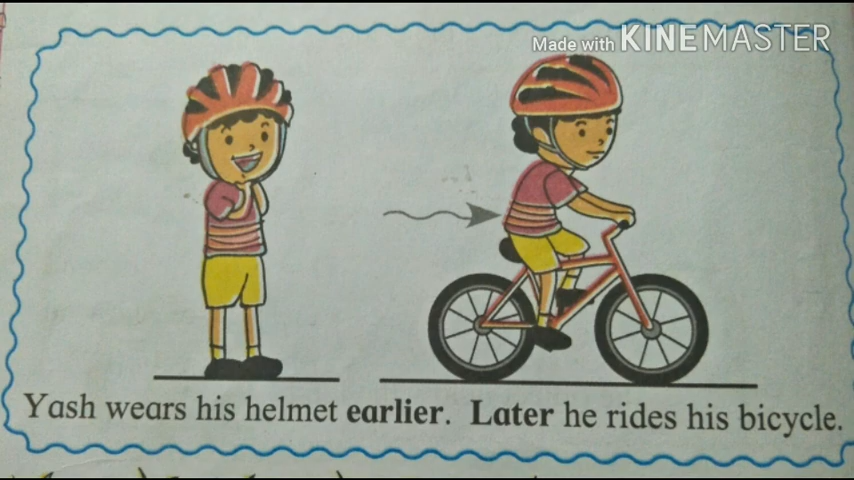 Made with KINEMASTER
Yash wears his helmet earlier. Later he rides his bicycle.